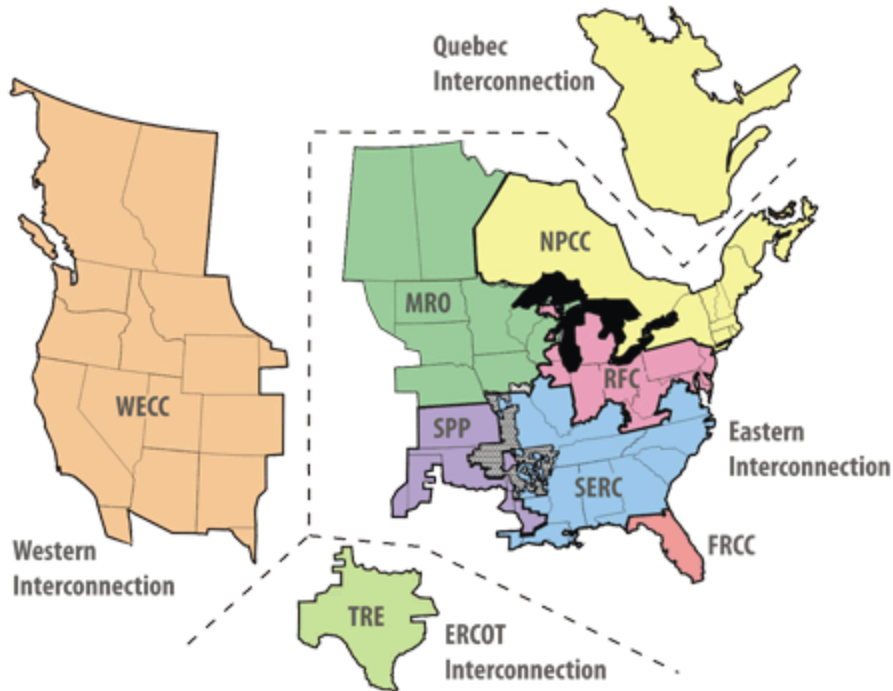 Quebec
Interconnection
NPCC
MRO
RFC
WECC
SPP
Eastern
Interconnection
SERC
FRCC
Western
Interconnection
TRE
ERCOT
Interconnection